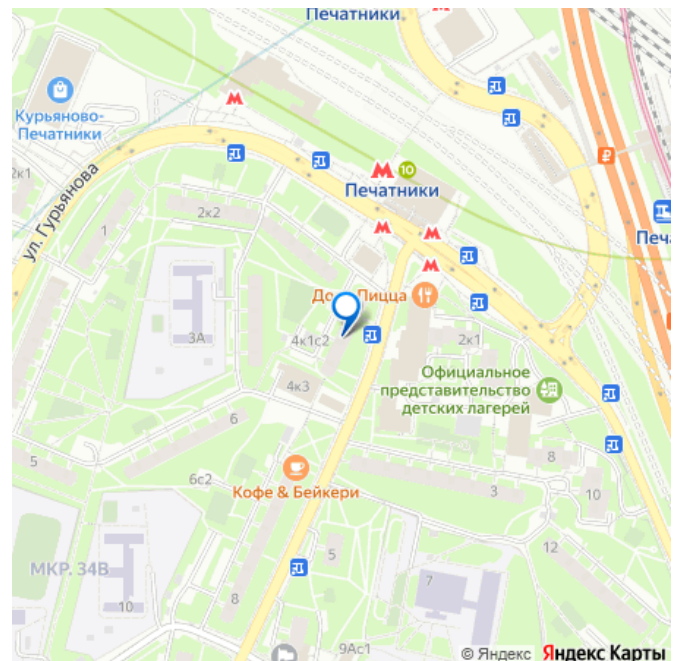 Печатники
Курьяново-
Печатники
2к1
М
М
10
Печатники
ул. Гурьянова
2к2
1
М
М
М
Пицца
3А
4к1с2
2к1
4к3
Официальное
представительство
детских лагерей
6
5
6с2
Кофе & Бейкери
8
3
10
12
МКР. 34В
5
7
10
8
9Ас1
© Яндекс Яндекс Карты